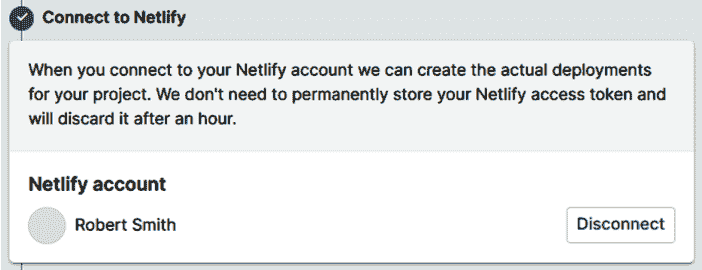 Connect to Netlify
When you connect to your Netlify account we can create the actual deployments
for your project. We don't need to permanently store your Netlify access token and
will discard it after an hour.
Netlify account
Robert Smith
Disconnect